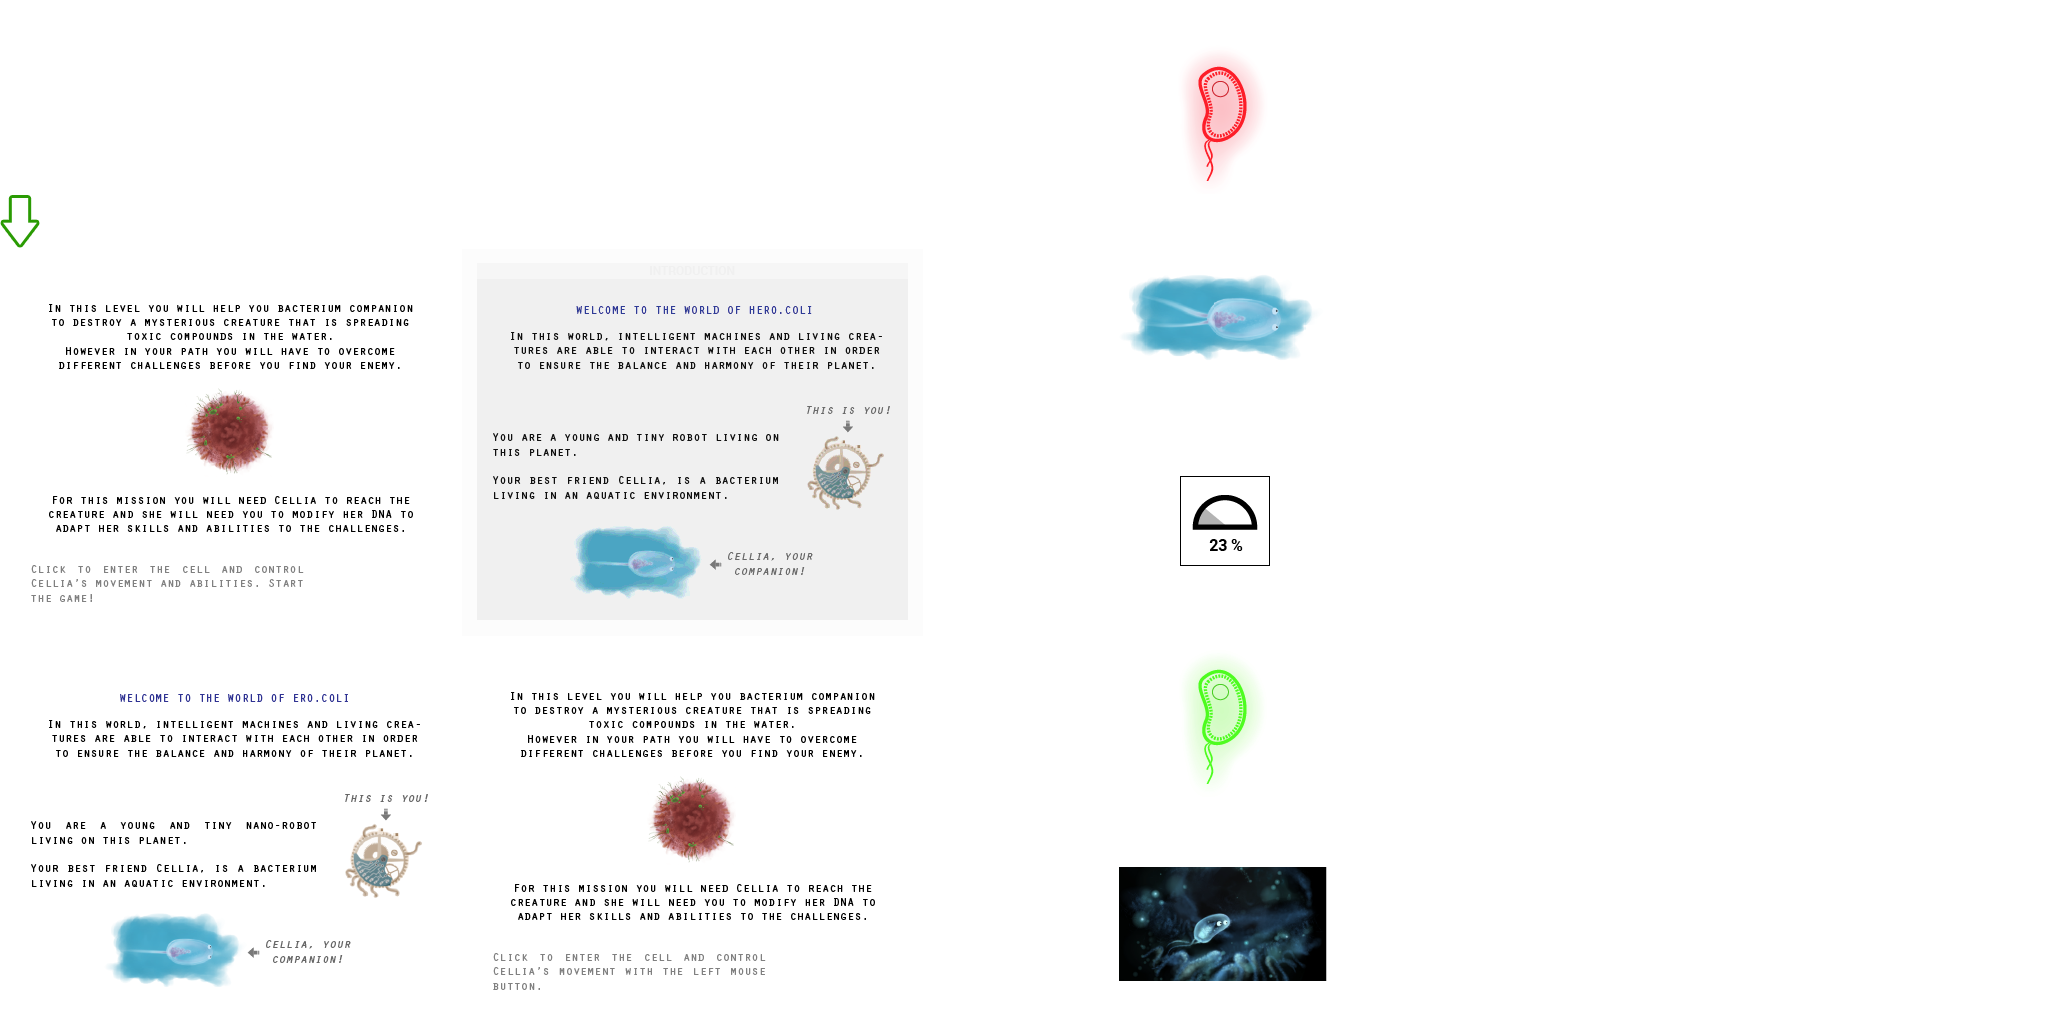 In this level you will help you bacterium companion
to destroy a mysterious creature that is spreading
toxic compounds in the water.
However in your path you will have to overcome
different challenges before you find your enemy.
For this mission you will need Cellia to reach the
creature and she will need you to modify her DNA to
adapt her skills and abilities to the challenges.
Click to enter the cell and control
Cellia's movement and abilities. Start
the game!
INTRODUCTION
WELCOME TO THE WORLD OF HERO.COLI
In this world, intelligent machines and living crea-
tures are able to interact with each other in order
to ensure the balance and harmony of their planet.
This is you!
You are a young and tiny robot living on
this planet.
Your best friend Cellia, is a bacterium
living in an aquatic environment.
Cellia, your
companion!
23 %
WELCOME TO THE WORLD OF ERO.COLI
In this world, intelligent machines and living crea-
tures are able to interact with each other in order
to ensure the balance and harmony of their planet.
This is you!
You are a young and tiny nano-robot
living on this planet.
Your best friend Cellia, is a bacterium
living in an aquatic environment.
Cellia, your
companion!
In this level you will help you bacterium companion
to destroy a mysterious creature that is spreading
toxic compounds in the water.
However in your path you will have to overcome
different challenges before you find your enemy.
For this mission you will need Cellia to reach the
creature and she will need you to modify her DNA to
adapt her skills and abilities to the challenges.
Click to enter the cell and control
Cellia's movement with the left mouse
button.